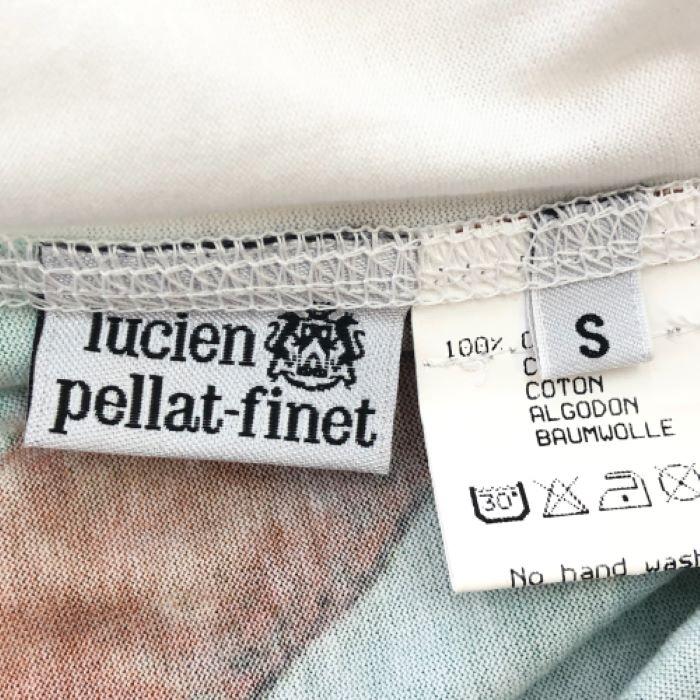 lucien
pellat-finet
S
100% C
C
COTON
ALGODON
BAUMWOLLE
30°
No hand wash